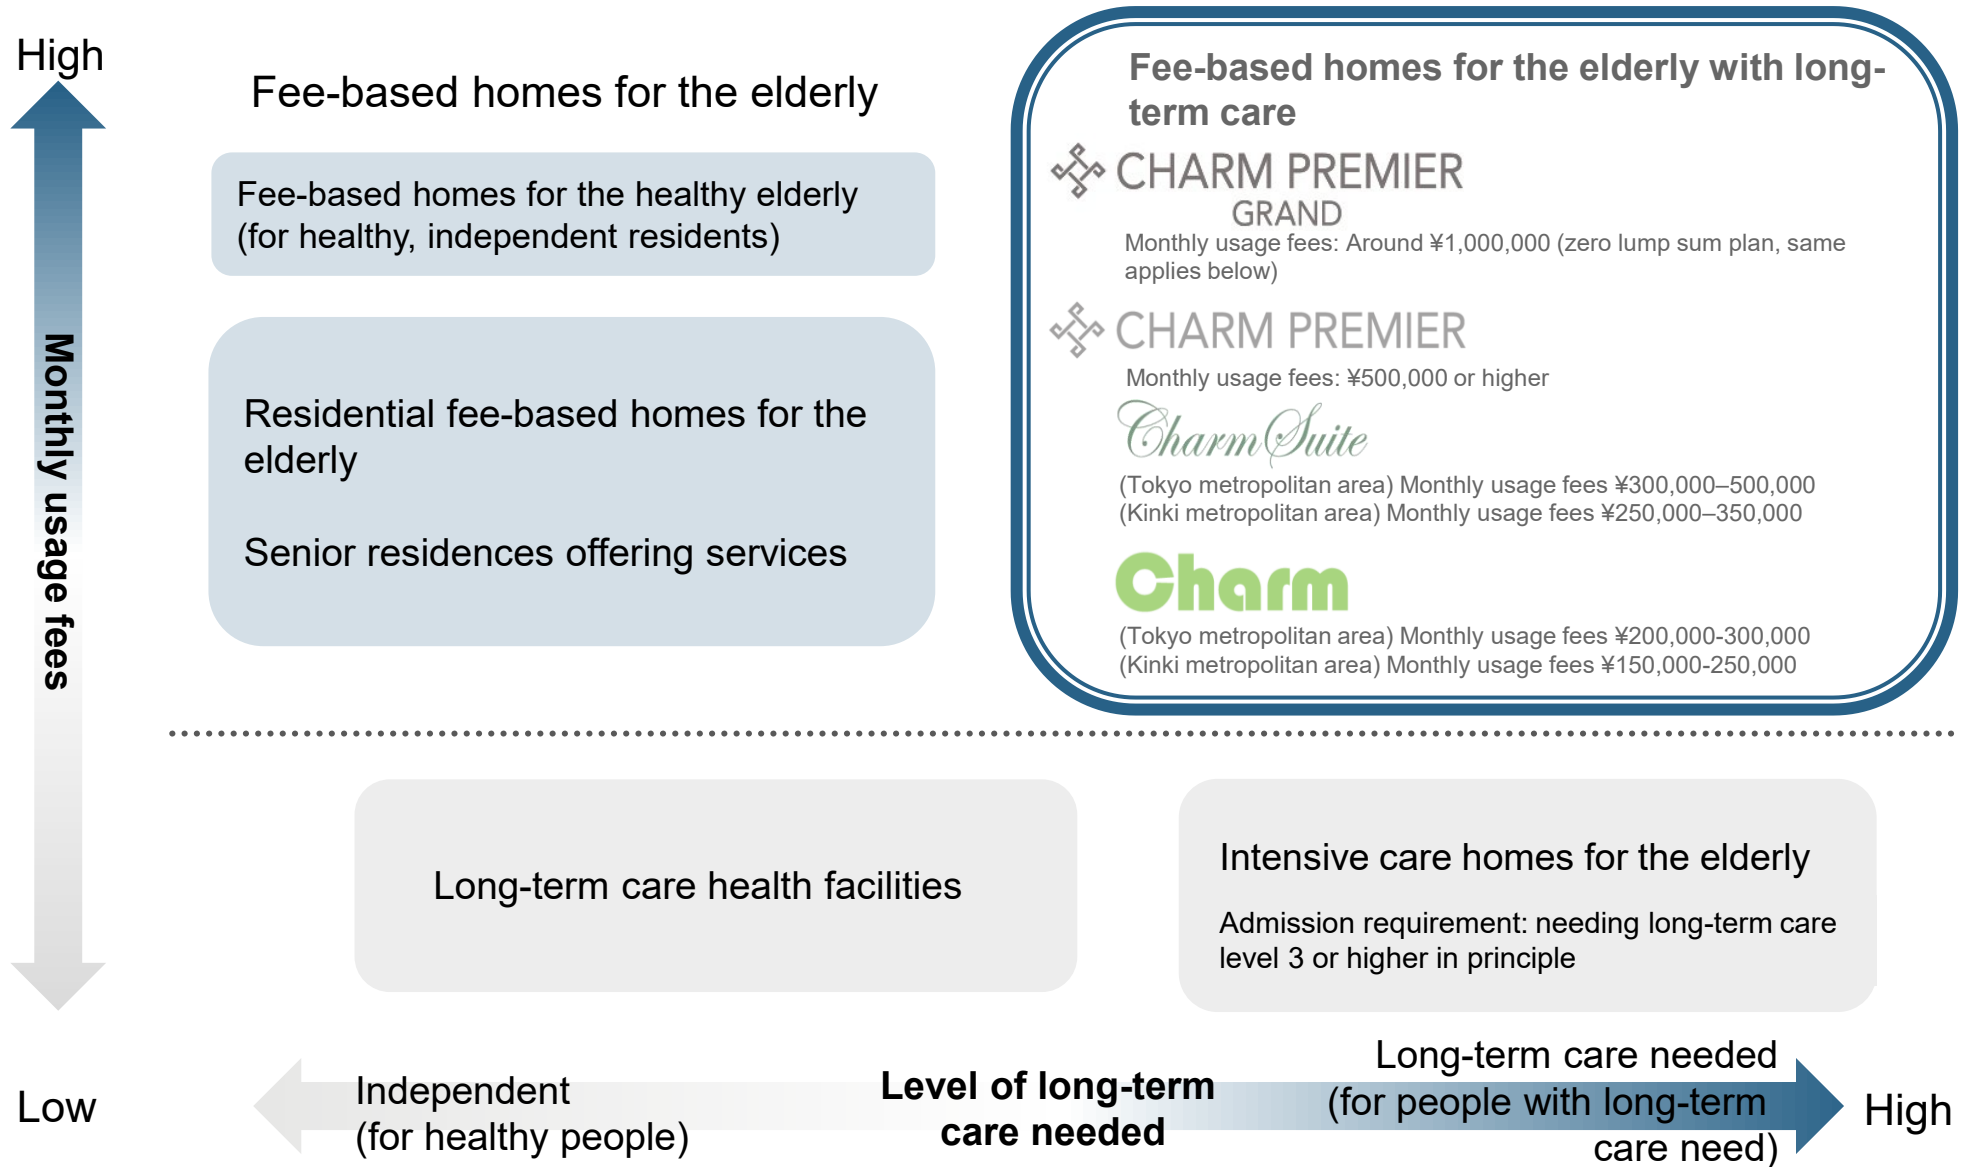 High
Monthly usage fees
Low
Fee-based homes for the elderly
Fee-based homes for the healthy elderly
(for healthy, independent residents)
Residential fee-based homes for the
elderly
Senior residences offering services
Fee-based homes for the elderly with long-
term care
CHARM PREMIER
GRAND
Monthly usage fees: Around ¥1,000,000 (zero lump sum plan, same
applies below)
CHARM PREMIER
Monthly usage fees: ¥500,000 or higher
Charm Suite
(Tokyo metropolitan area) Monthly usage fees ¥300,000–500,000
(Kinki metropolitan area) Monthly usage fees ¥250,000–350,000
Charm
(Tokyo metropolitan area) Monthly usage fees ¥200,000-300,000
(Kinki metropolitan area) Monthly usage fees ¥150,000-250,000
Long-term care health facilities
Intensive care homes for the elderly
Admission requirement: needing long-term care
level 3 or higher in principle
Independent
(for healthy people)
Level of long-term
care needed
Long-term care needed
(for people with long-term
care need)
High